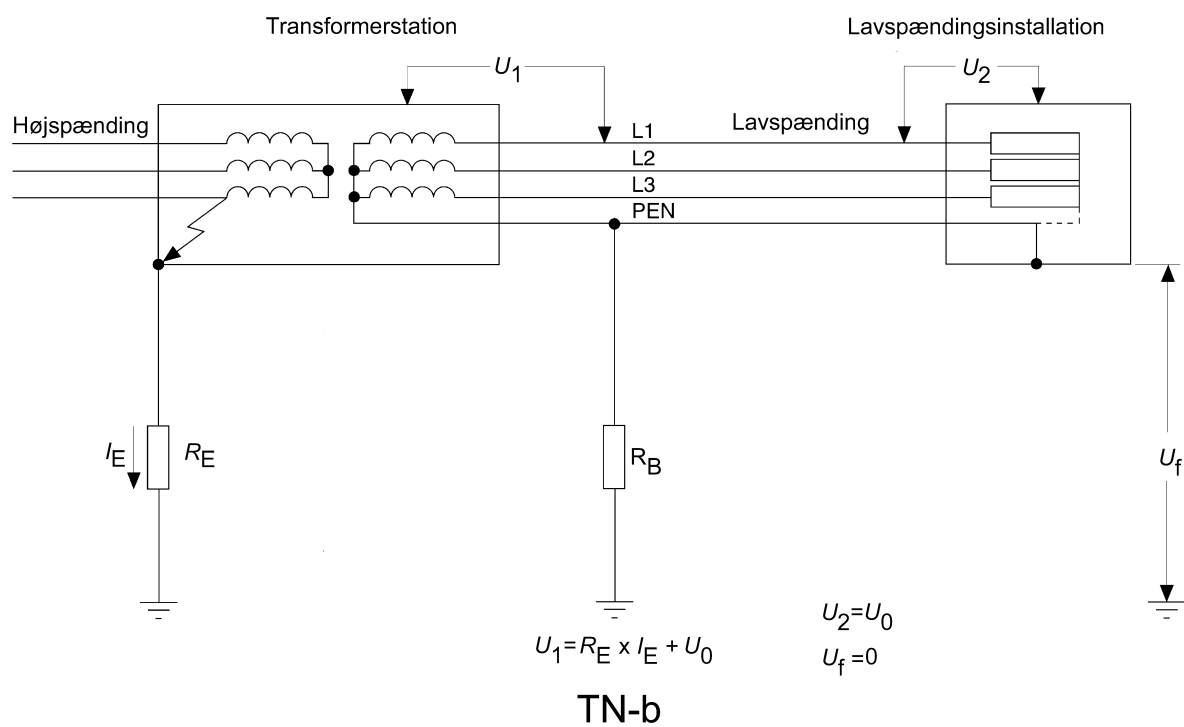 Transformerstation
Lavspændingsinstallation
U1
U2
Højspænding
L1
Lavspænding
L2
L3
PEN
IE
RE
RB
Uf
U2=U0
U1=RE x IE + U0
Uf=0
TN-b